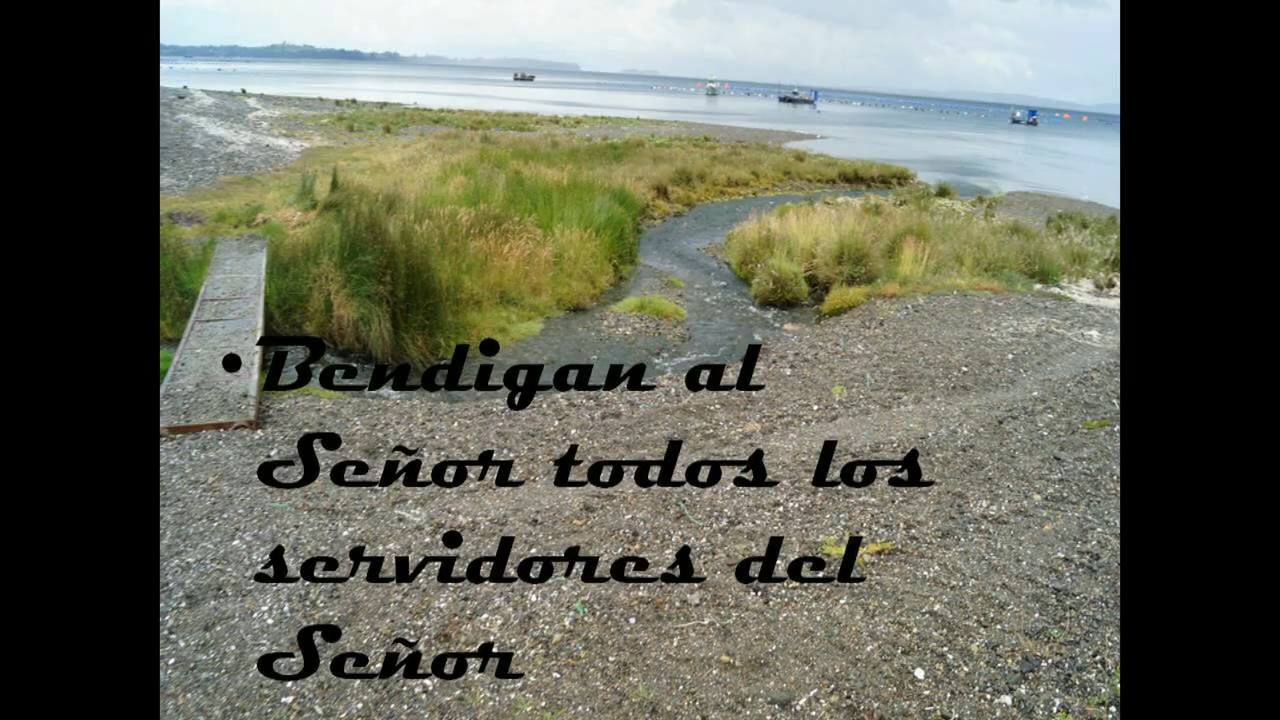 • Bendigan al
Señor todos los
servidores del
Señor